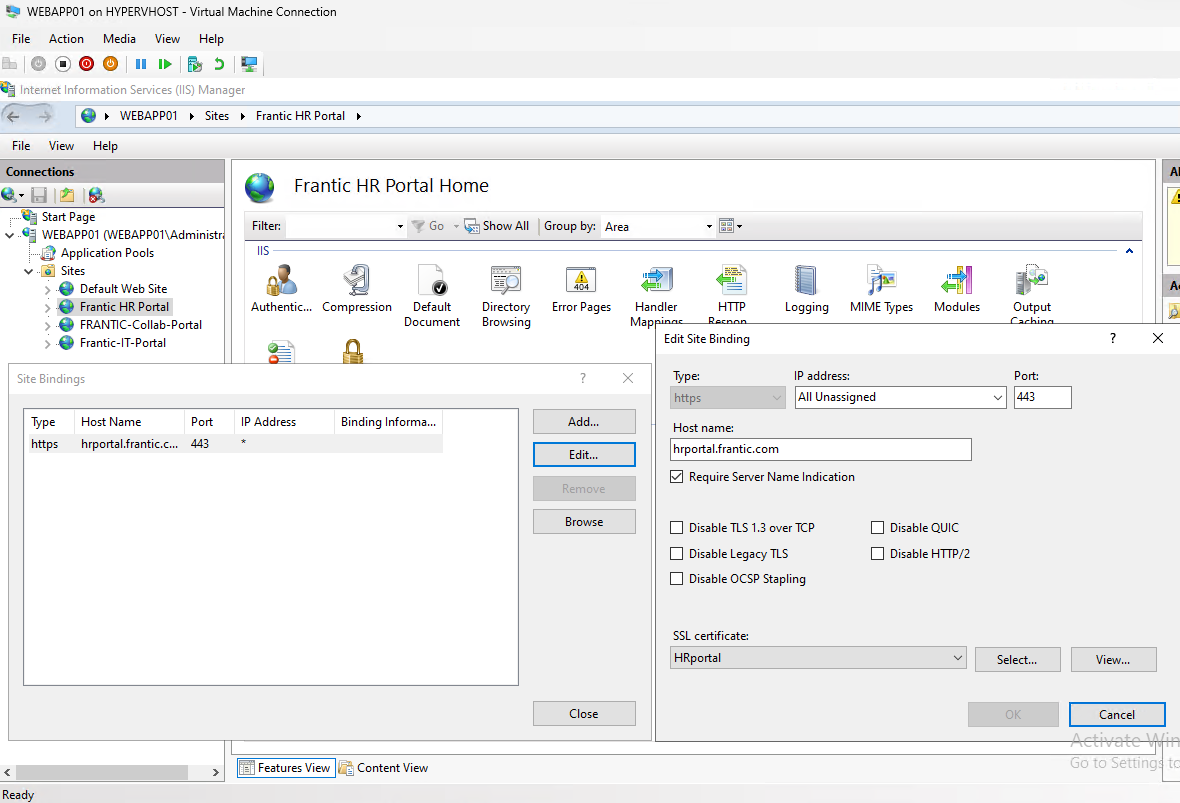 WEBAPP01 on HYPERVHOST - Virtual Machine Connection
File Action Media View Help
Internet Information Services (IIS) Manager
WEBAPP01 Sites Frantic HR Portal
File View Help
Connections
Start Page
WEBAPP01 (WEBAPP01\Administra
Application Pools
Sites
Default Web Site
Frantic HR Portal
FRANTIC-Collab-Portal
Frantic-IT-Portal
Frantic HR Portal Home
Filter: Go Show All Group by: Area
IIS
Authentic... Compression Default Document Directory Browsing Error Pages Handler Mappings HTTP Respon Logging MIME Types Modules Output Caching
Site Bindings ?
Type Host Name Port IP Address Binding Informa...
https hrportal.frantic.c... 443 *
Add...
Edit...
Remove
Browse
Close
Edit Site Binding ?
Type: IP address: Port:
https All Unassigned 443
Host name:
hrportal.frantic.com
Require Server Name Indication
Disable TLS 1.3 over TCP Disable QUIC
Disable Legacy TLS Disable HTTP/2
Disable OCSP Stapling
SSL certificate:
HRportal Select... View...
OK Cancel
Activate Win
Go to Settings to
Features View Content View
Ready